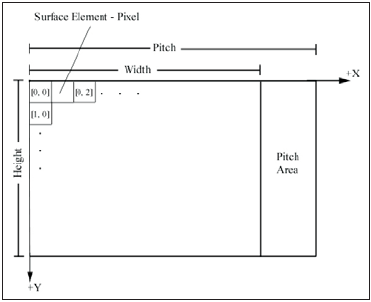 Surface Element - Pixel
Pitch
Width
+X
[0, 0]
[0, 2]
[1, 0]
Height
Pitch
Area
+Y